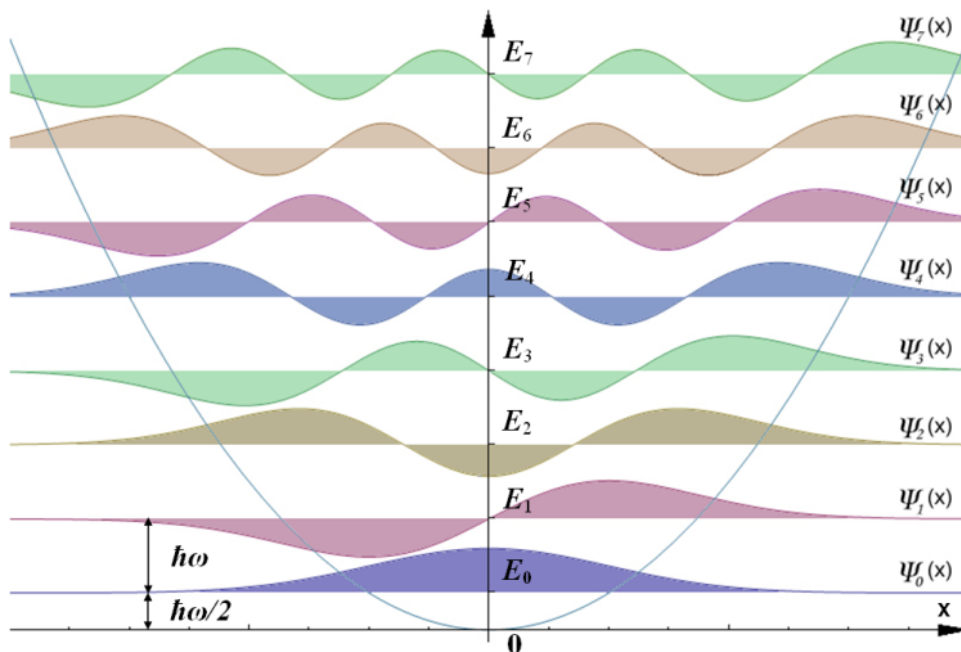 E₇ Ψ₇(x)
E₆ Ψ₆(x)
E₅ Ψ₅(x)
E₄ Ψ₄(x)
E₃ Ψ₃(x)
E₂ Ψ₂(x)
E₁ Ψ₁(x)
ħω
E₀ Ψ₀(x)
ħω/2
x
0